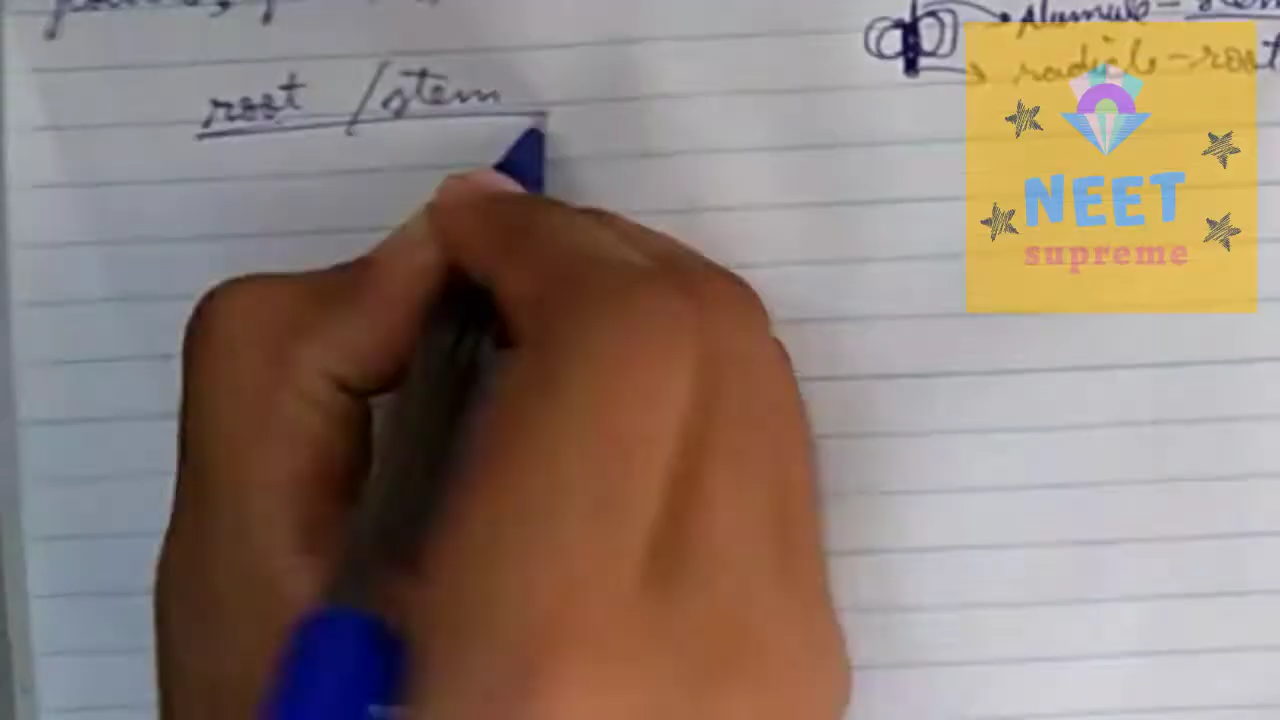 plumule - stem
radicle - root
root / stem
NEET
supreme